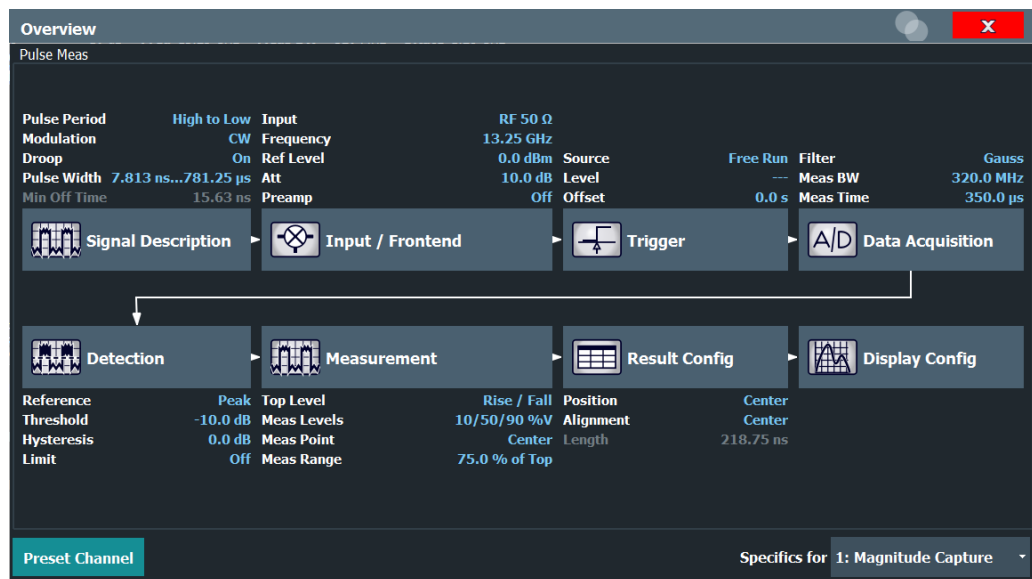 Overview
X
Pulse Meas
Pulse Period High to Low Input RF 50 Ω
Modulation CW Frequency 13.25 GHz
Droop On Ref Level 0.0 dBm Source Free Run Filter Gauss
Pulse Width 7.813 ns...781.25 µs Att 10.0 dB Level --- Meas BW 320.0 MHz
Min Off Time 15.63 ns Preamp Off Offset 0.0 s Meas Time 350.0 µs
Signal Description Input / Frontend Trigger A/D Data Acquisition
Detection Measurement Result Config Display Config
Reference Peak Top Level Rise / Fall Position Center
Threshold -10.0 dB Meas Levels 10/50/90 %V Alignment Center
Hysteresis 0.0 dB Meas Point Center Length 218.75 ns
Limit Off Meas Range 75.0 % of Top
Preset Channel Specifics for 1: Magnitude Capture